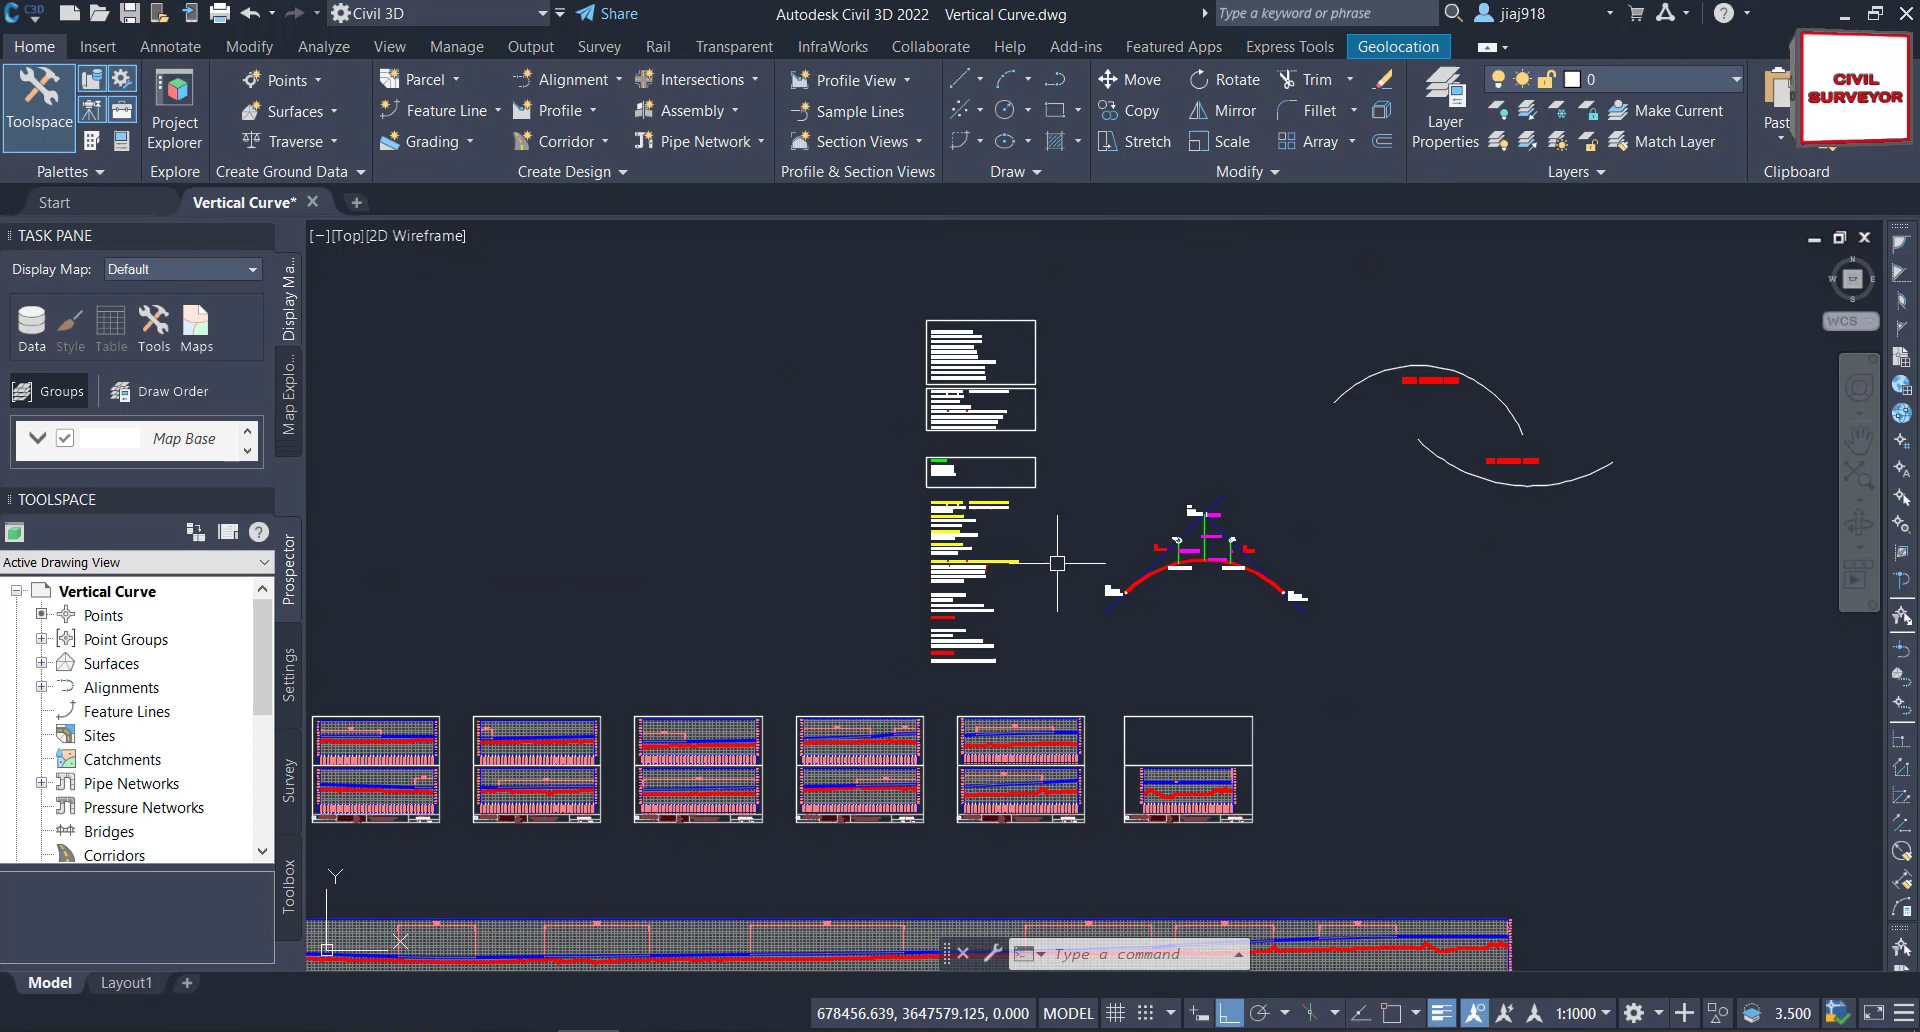 C3D
Civil 3D
Share
Autodesk Civil 3D 2022 Vertical Curve.dwg
Type a keyword or phrase
jiaj918
Home Insert Annotate Modify Analyze View Manage Output Survey Rail Transparent InfraWorks Collaborate Help Add-ins Featured Apps Express Tools Geolocation
Points Parcel Alignment Intersections Profile View Move Rotate Trim 0
Surfaces Feature Line Profile Assembly Sample Lines Copy Mirror Fillet Make Current
Traverse Grading Corridor Pipe Network Section Views Stretch Scale Array Match Layer
Toolspace
Project
Explorer
Layer
Properties
Past
CIVIL
SURVEYOR
Palettes Explore Create Ground Data Create Design Profile & Section Views Draw Modify Layers Clipboard
Start Vertical Curve*
TASK PANE
[−][Top][2D Wireframe]
Display Map: Default
Data Style Table Tools Maps
Groups Draw Order
Map Base
Display Ma...
Map Explo...
TOOLSPACE
Active Drawing View
Vertical Curve
Points
Point Groups
Surfaces
Alignments
Feature Lines
Sites
Catchments
Pipe Networks
Pressure Networks
Bridges
Corridors
Prospector
Settings
Survey
Toolbox
N
W TOP E
S
WCS
Y
X
Type a command
Model Layout1
678456.639, 3647579.125, 0.000 MODEL 1:1000 3.500